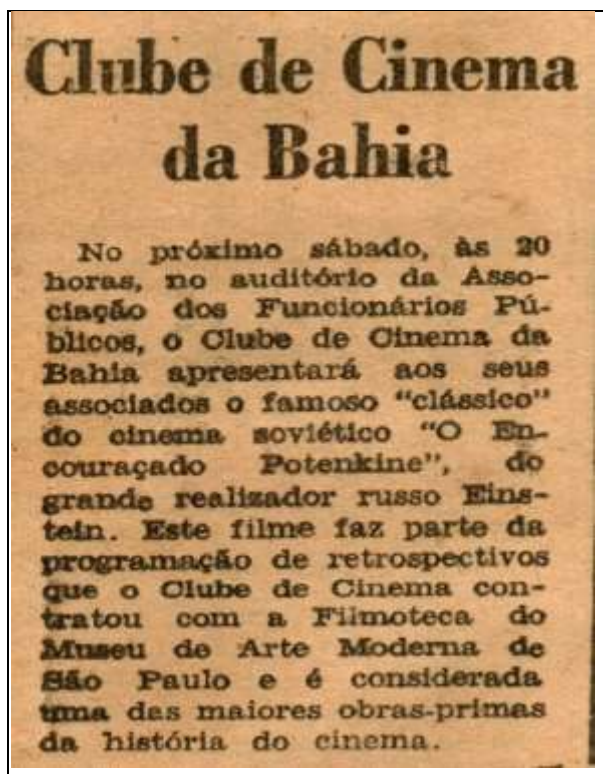 Clube de Cinema
da Bahia
No próximo sábado, às 20
horas, no auditório da Asso-
ciação dos Funcionários Pú-
blicos, o Clube de Cinema da
Bahia apresentará aos seus
associados o famoso “clássico”
do cinema soviético “O En-
couraçado Potenkine”, do
grande realizador russo Eins-
tein. Este filme faz parte da
programação de retrospectivos
que o Clube de Cinema con-
tratou com a Filmoteca do
Museu de Arte Moderna de
São Paulo e é considerada
uma das maiores obras-primas
da história do cinema.